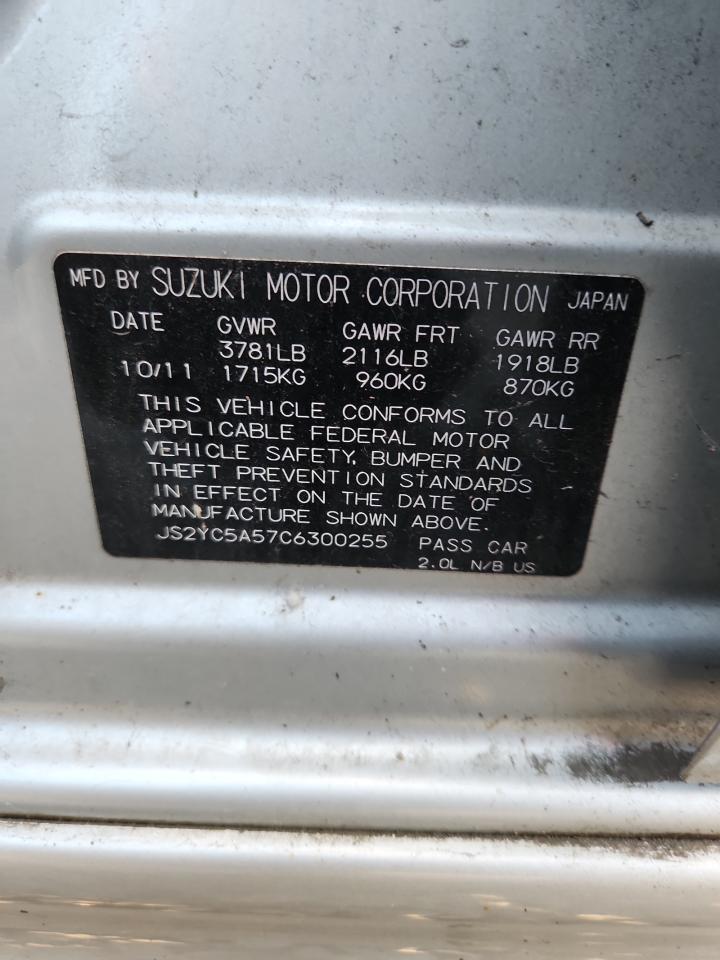 MFD BY SUZUKI MOTOR CORPORATION JAPAN
DATE GVWR GAWR FRT GAWR RR
3781LB 2116LB 1918LB
10/11 1715KG 960KG 870KG
THIS VEHICLE CONFORMS TO ALL
APPLICABLE FEDERAL MOTOR
VEHICLE SAFETY, BUMPER AND
THEFT PREVENTION STANDARDS
IN EFFECT ON THE DATE OF
MANUFACTURE SHOWN ABOVE.
JS2YC5A57C6300255 PASS CAR
2.0L N/B US